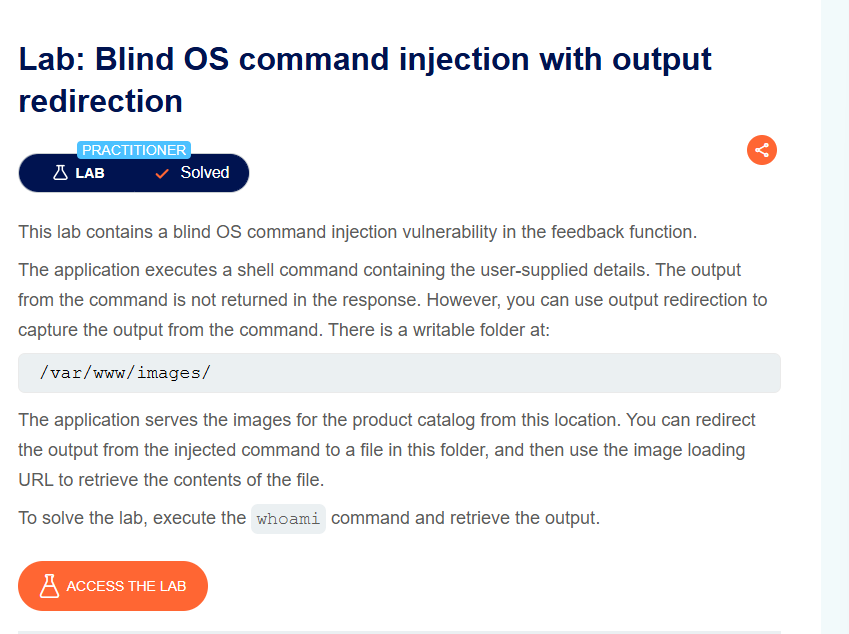 Lab: Blind OS command injection with output
redirection
PRACTITIONER
LAB Solved
This lab contains a blind OS command injection vulnerability in the feedback function.
The application executes a shell command containing the user-supplied details. The output
from the command is not returned in the response. However, you can use output redirection to
capture the output from the command. There is a writable folder at:
/var/www/images/
The application serves the images for the product catalog from this location. You can redirect
the output from the injected command to a file in this folder, and then use the image loading
URL to retrieve the contents of the file.
To solve the lab, execute the whoami command and retrieve the output.
ACCESS THE LAB